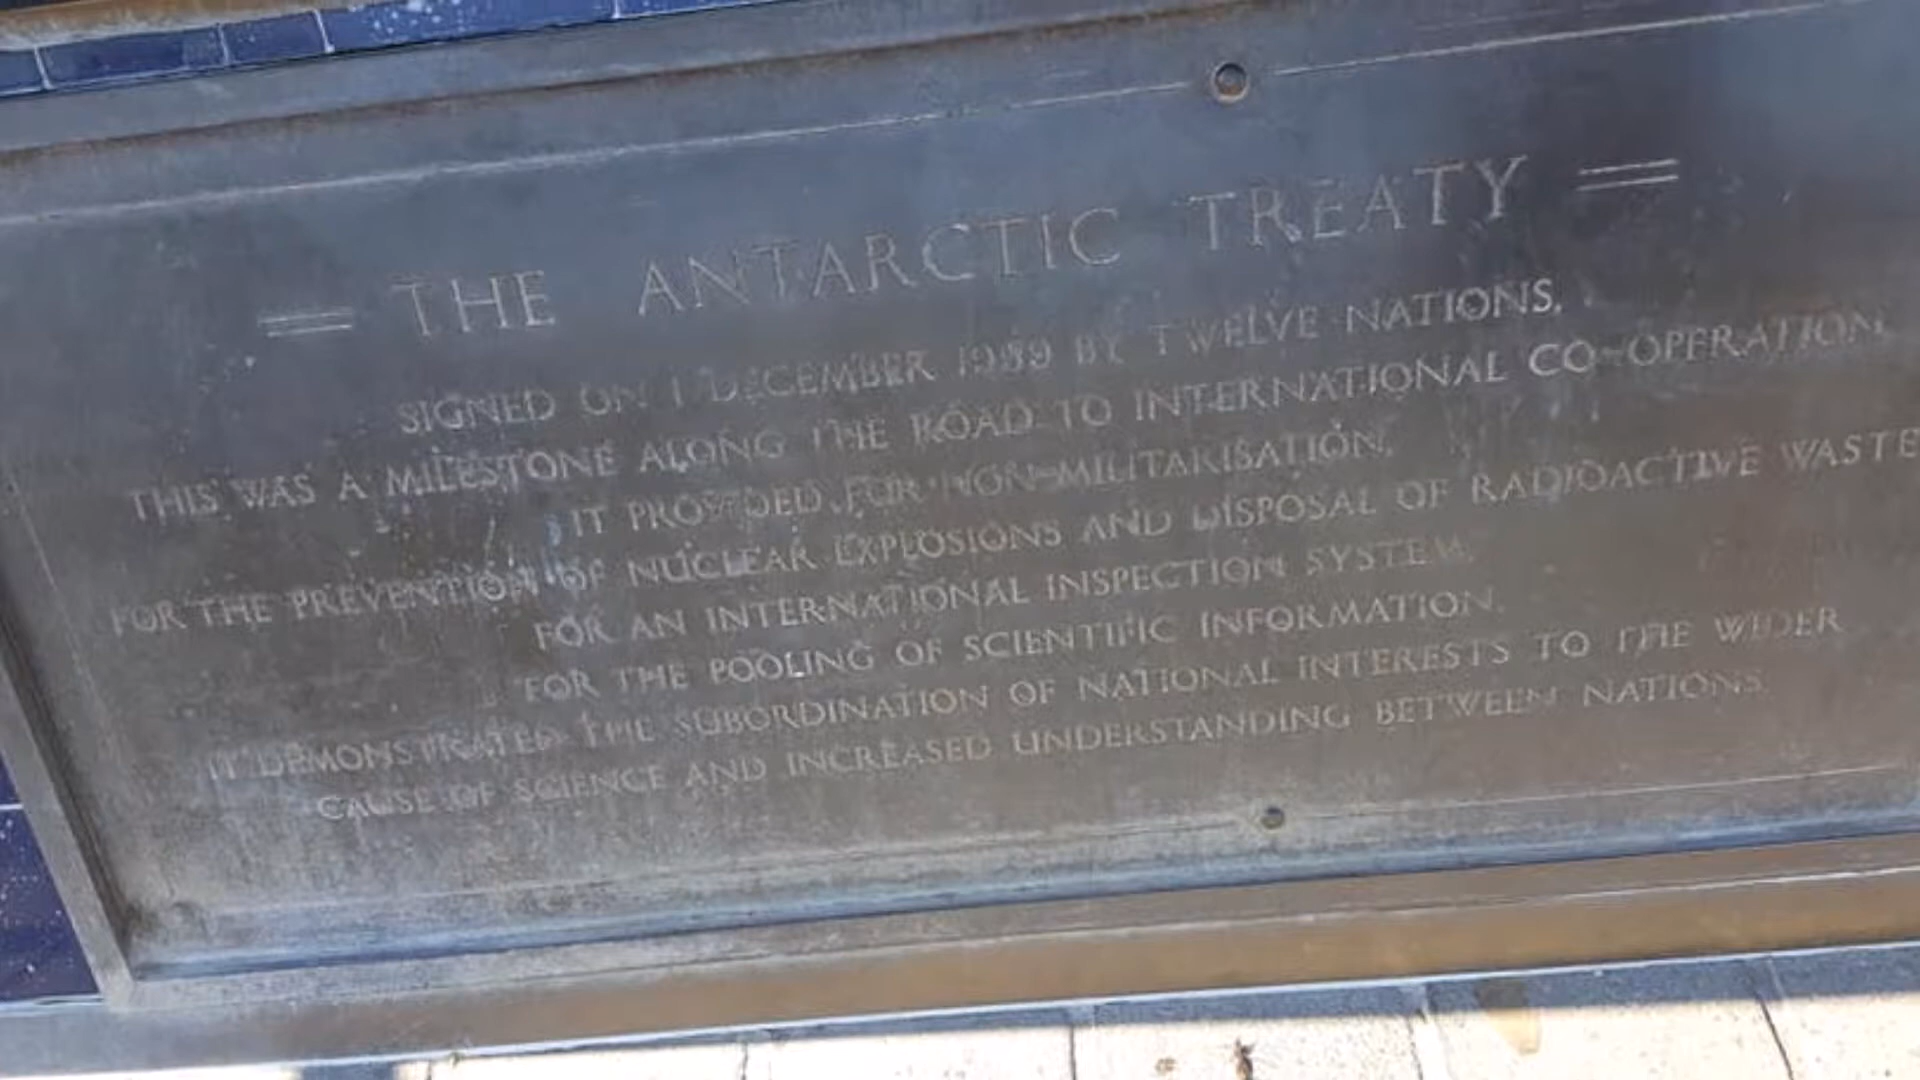 = THE ANTARCTIC TREATY =
SIGNED ON 1 DECEMBER 1959 BY TWELVE NATIONS,
THIS WAS A MILESTONE ALONG THE ROAD TO INTERNATIONAL CO-OPERATION.
IT PROVIDED FOR NON-MILITARISATION,
FOR THE PREVENTION OF NUCLEAR EXPLOSIONS AND DISPOSAL OF RADIOACTIVE WASTE
FOR AN INTERNATIONAL INSPECTION SYSTEM,
FOR THE POOLING OF SCIENTIFIC INFORMATION.
IT DEMONSTRATED THE SUBORDINATION OF NATIONAL INTERESTS TO THE WIDER
CAUSE OF SCIENCE AND INCREASED UNDERSTANDING BETWEEN NATIONS.